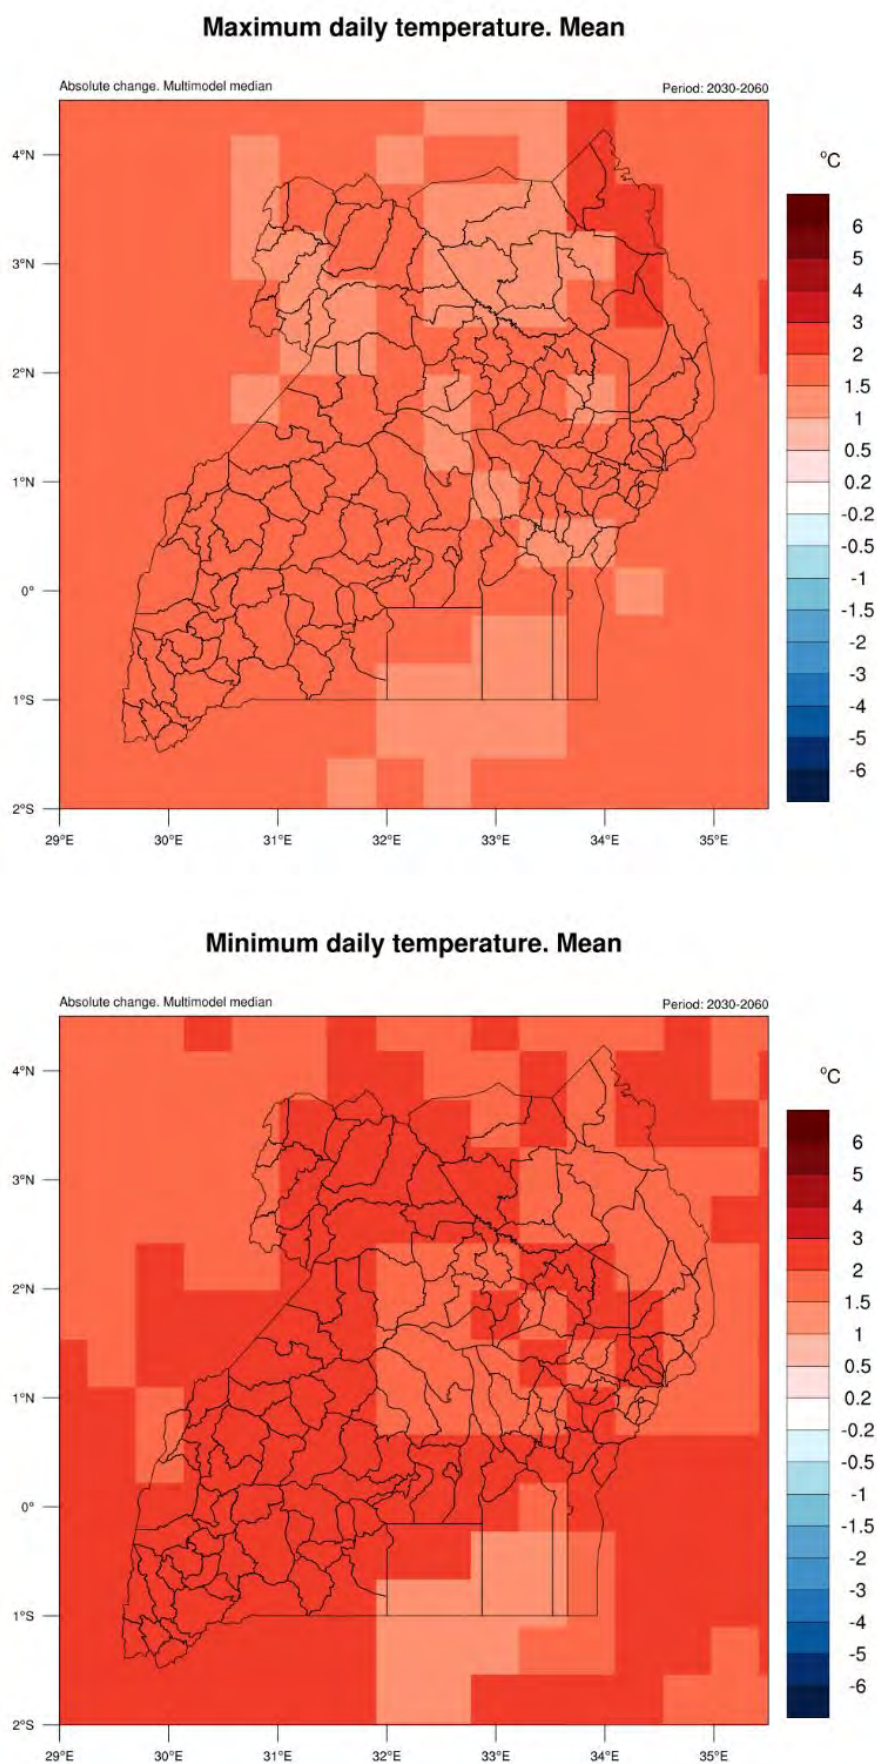 Maximum daily temperature. Mean
Absolute change. Multimodel median
Period: 2030-2060
°C
4°N
3°N
2°N
1°N
0°
1°S
2°S
29°E
30°E
31°E
32°E
33°E
34°E
35°E
6
5
4
3
2
1.5
1
0.5
0.2
-0.2
-0.5
-1
-1.5
-2
-3
-4
-5
-6
Minimum daily temperature. Mean
Absolute change. Multimodel median
Period: 2030-2060
°C
4°N
3°N
2°N
1°N
0°
1°S
2°S
29°E
30°E
31°E
32°E
33°E
34°E
35°E
6
5
4
3
2
1.5
1
0.5
0.2
-0.2
-0.5
-1
-1.5
-2
-3
-4
-5
-6